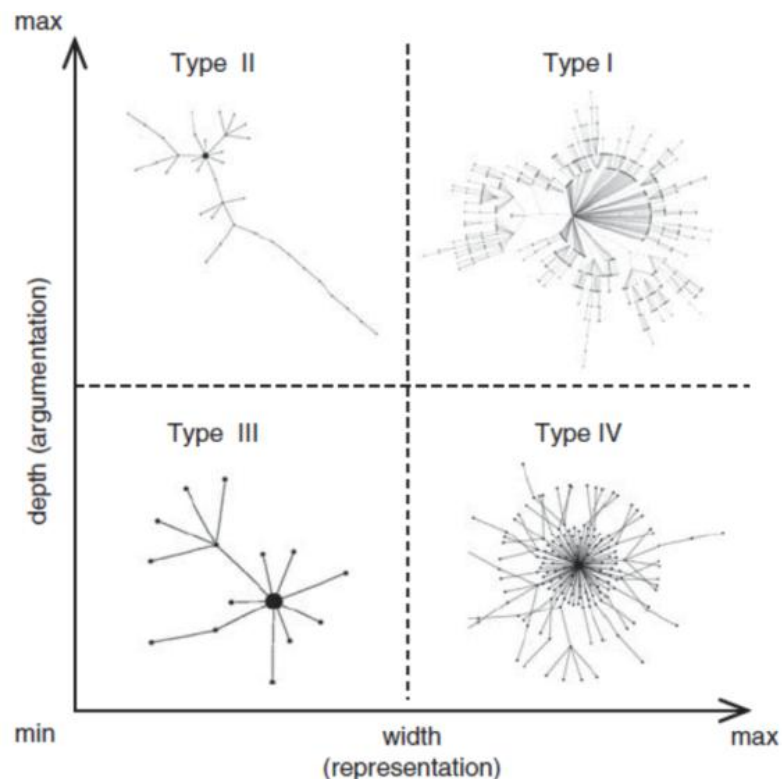 max
Type II
Type I
depth (argumentation)
Type III
Type IV
min
width
max
(representation)